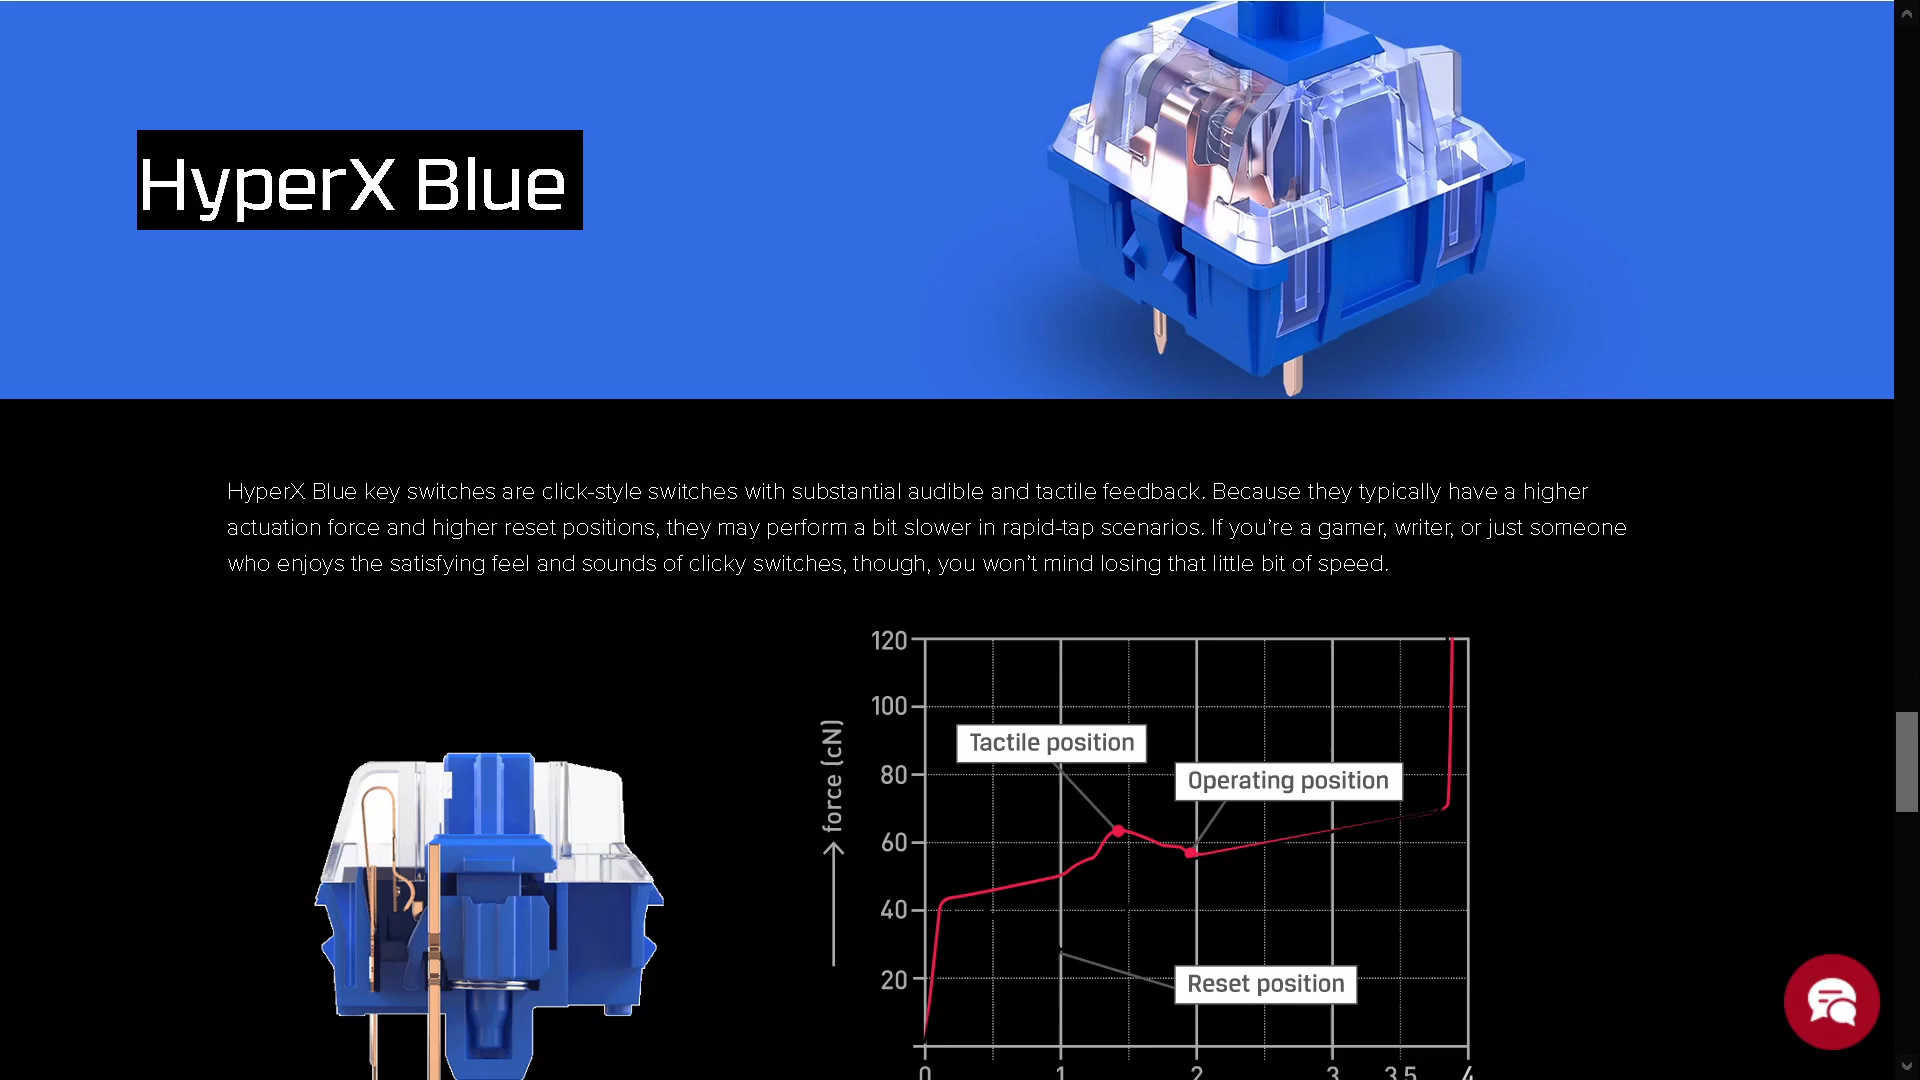 HyperX Blue
HyperX Blue key switches are click-style switches with substantial audible and tactile feedback. Because they typically have a higher
actuation force and higher reset positions, they may perform a bit slower in rapid-tap scenarios. If you’re a gamer, writer, or just someone
who enjoys the satisfying feel and sounds of clicky switches, though, you won’t mind losing that little bit of speed.
120
100
Tactile position
force (cN)
80
Operating position
60
40
20
Reset position
0 1 2 3 3.5 4